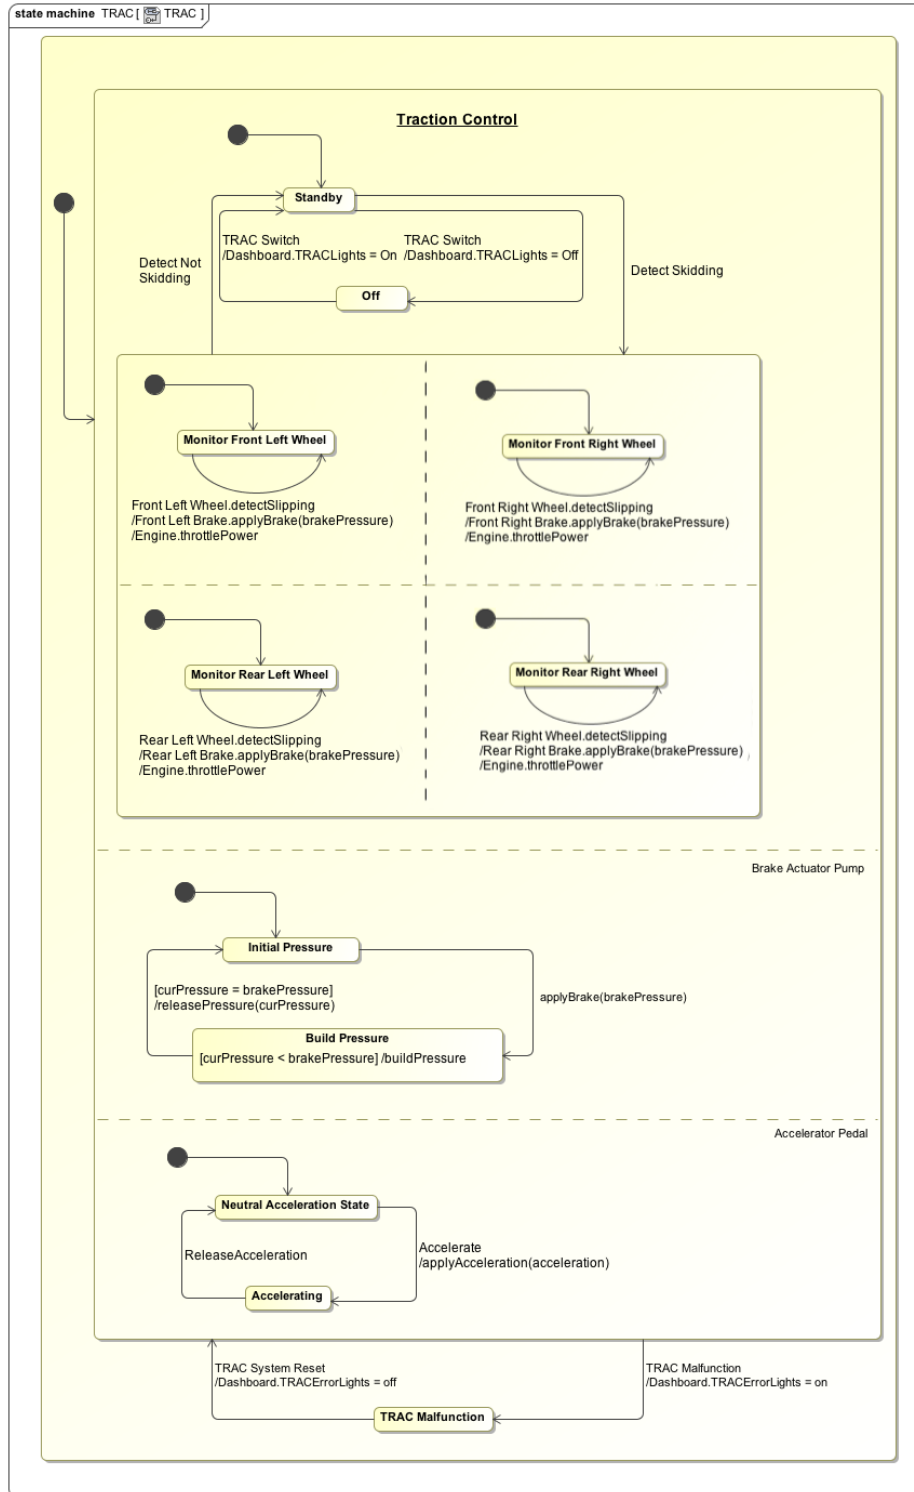 state machine TRAC [ TRAC ]
Traction Control
Standby
TRAC Switch
/Dashboard.TRACLights = On
TRAC Switch
/Dashboard.TRACLights = Off
Detect Not
Skidding
Detect Skidding
Off
Monitor Front Left Wheel
Front Left Wheel.detectSlipping
/Front Left Brake.applyBrake(brakePressure)
/Engine.throttlePower
Monitor Front Right Wheel
Front Right Wheel.detectSlipping
/Front Right Brake.applyBrake(brakePressure)
/Engine.throttlePower
Monitor Rear Left Wheel
Rear Left Wheel.detectSlipping
/Rear Left Brake.applyBrake(brakePressure)
/Engine.throttlePower
Monitor Rear Right Wheel
Rear Right Wheel.detectSlipping
/Rear Right Brake.applyBrake(brakePressure)
/Engine.throttlePower
Brake Actuator Pump
Initial Pressure
[curPressure = brakePressure]
/releasePressure(curPressure)
applyBrake(brakePressure)
Build Pressure
[curPressure < brakePressure] /buildPressure
Accelerator Pedal
Neutral Acceleration State
ReleaseAcceleration
Accelerate
/applyAcceleration(acceleration)
Accelerating
TRAC System Reset
/Dashboard.TRACErrorLights = off
TRAC Malfunction
/Dashboard.TRACErrorLights = on
TRAC Malfunction